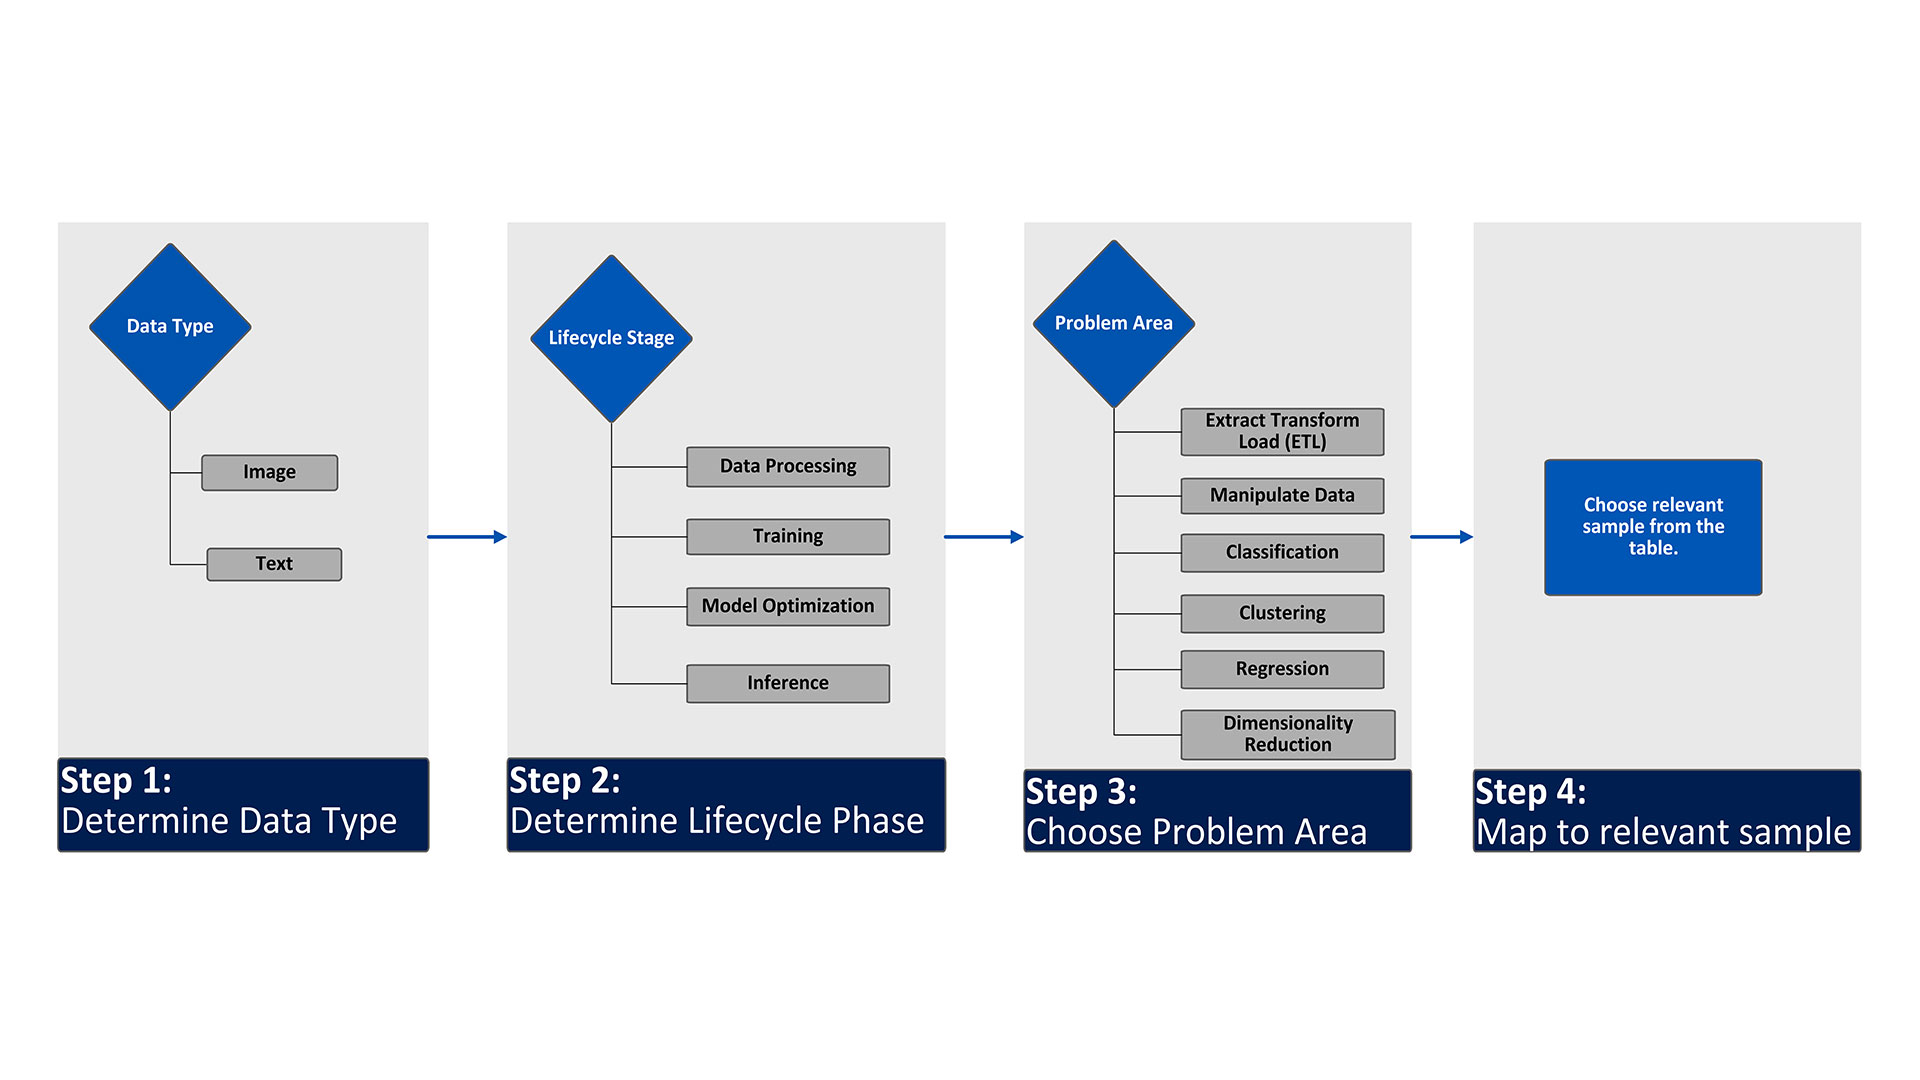 Data Type
Image
Text
Step 1:
Determine Data Type
Lifecycle Stage
Data Processing
Training
Model Optimization
Inference
Step 2:
Determine Lifecycle Phase
Problem Area
Extract Transform
Load (ETL)
Manipulate Data
Classification
Clustering
Regression
Dimensionality
Reduction
Step 3:
Choose Problem Area
Choose relevant
sample from the
table.
Step 4:
Map to relevant sample